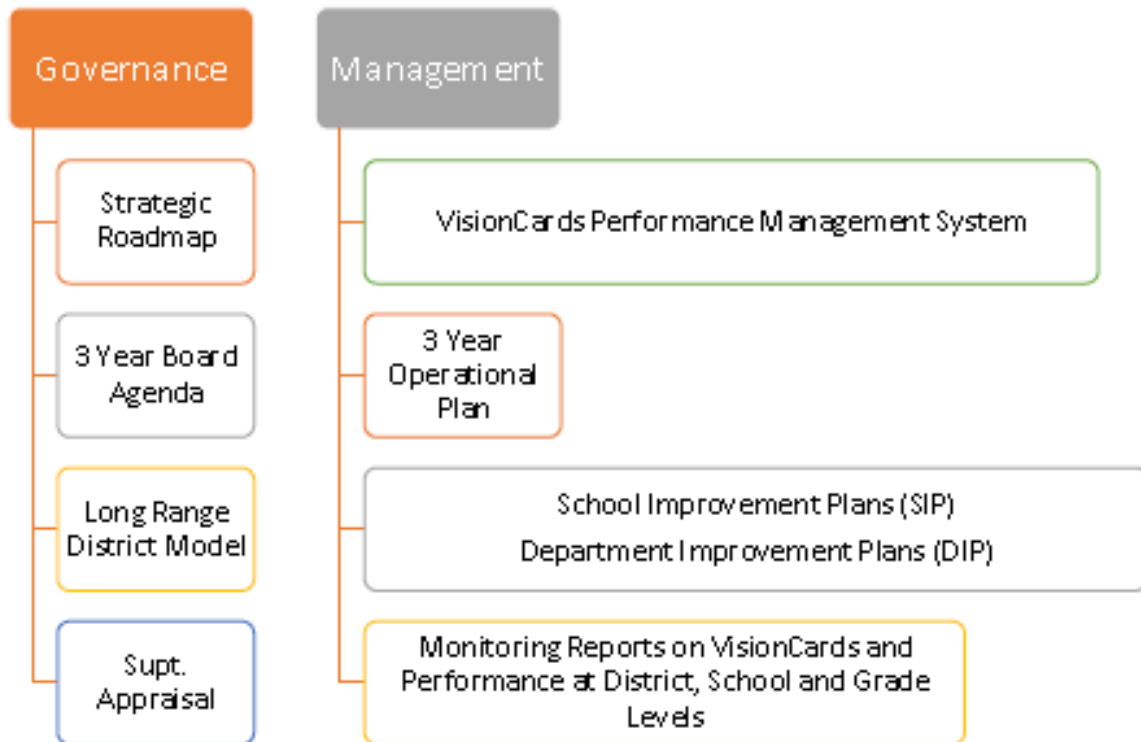 Governance
Strategic
Roadmap
3 Year Board
Agenda
Long Range
District Model
Supt.
Appraisal
Management
VisionCards Performance Management System
3 Year
Operational
Plan
School Improvement Plans (SIP)
Department Improvement Plans (DIP)
Monitoring Reports on VisionCards and
Performance at District, School and Grade
Levels